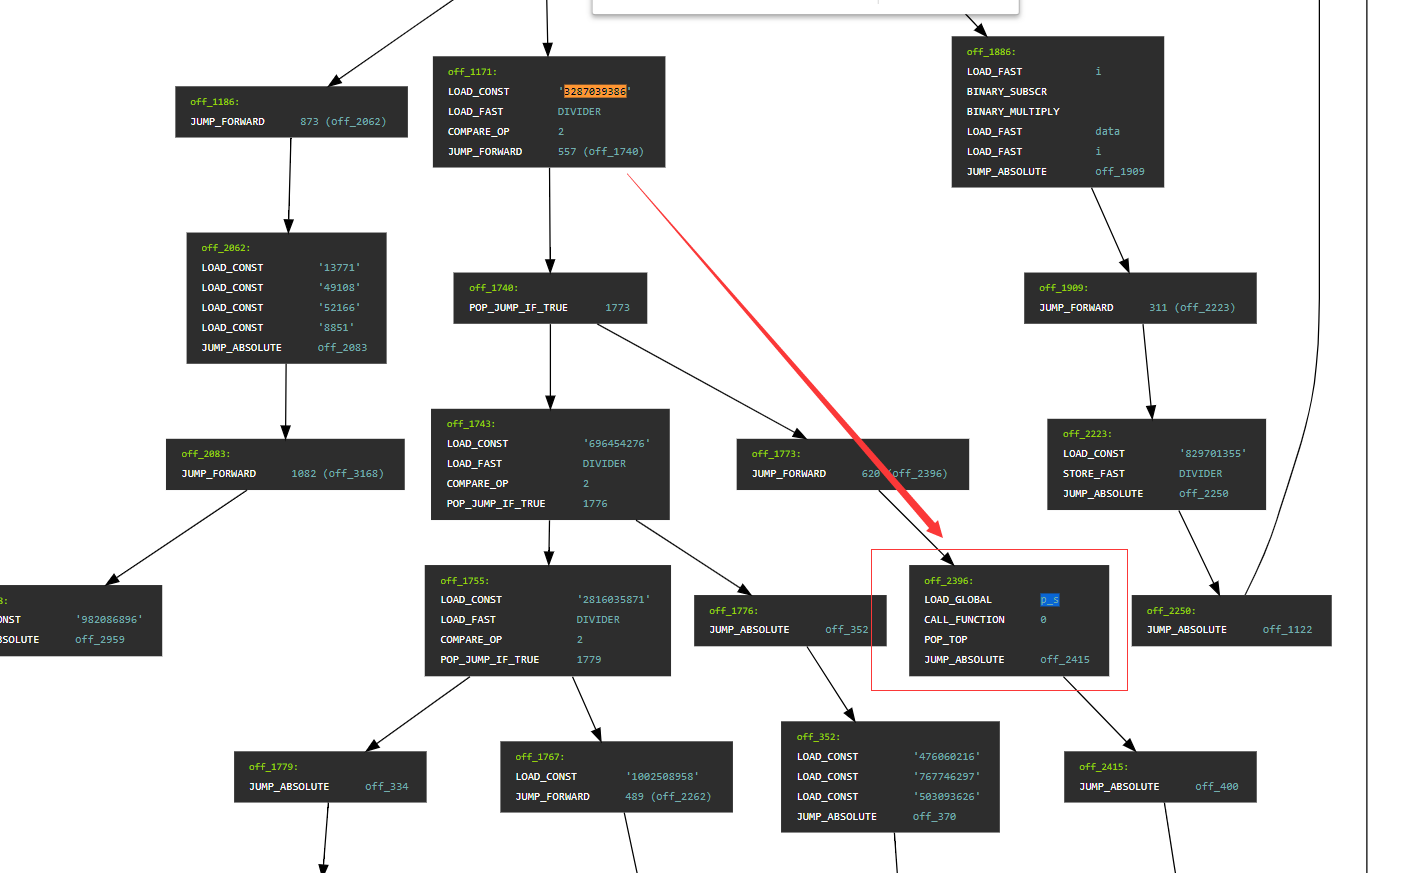 off_1171:
LOAD_CONST '3287039386'
LOAD_FAST DIVIDER
COMPARE_OP 2
JUMP_FORWARD 557 (off_1740)
off_1886:
LOAD_FAST i
BINARY_SUBSCR
BINARY_MULTIPLY
LOAD_FAST data
LOAD_FAST i
JUMP_ABSOLUTE off_1909
off_1186:
JUMP_FORWARD 873 (off_2062)
off_2062:
LOAD_CONST '13771'
LOAD_CONST '49108'
LOAD_CONST '52166'
LOAD_CONST '8851'
JUMP_ABSOLUTE off_2083
off_1740:
POP_JUMP_IF_TRUE 1773
off_1909:
JUMP_FORWARD 311 (off_2223)
off_1743:
LOAD_CONST '696454276'
LOAD_FAST DIVIDER
COMPARE_OP 2
POP_JUMP_IF_TRUE 1776
off_2223:
LOAD_CONST '829701355'
STORE_FAST DIVIDER
JUMP_ABSOLUTE off_2250
off_2083:
JUMP_FORWARD 1082 (off_3168)
off_1773:
JUMP_FORWARD 620 (off_2396)
8:
ONST '982086896'
BSOLUTE off_2959
off_1755:
LOAD_CONST '2816035871'
LOAD_FAST DIVIDER
COMPARE_OP 2
POP_JUMP_IF_TRUE 1779
off_1776:
JUMP_ABSOLUTE off_352
off_2396:
LOAD_GLOBAL p_s
CALL_FUNCTION 0
POP_TOP
JUMP_ABSOLUTE off_2415
off_2250:
JUMP_ABSOLUTE off_1122
off_1779:
JUMP_ABSOLUTE off_334
off_1767:
LOAD_CONST '1002508958'
JUMP_FORWARD 489 (off_2262)
off_352:
LOAD_CONST '476060216'
LOAD_CONST '767746297'
LOAD_CONST '503093626'
JUMP_ABSOLUTE off_370
off_2415:
JUMP_ABSOLUTE off_400